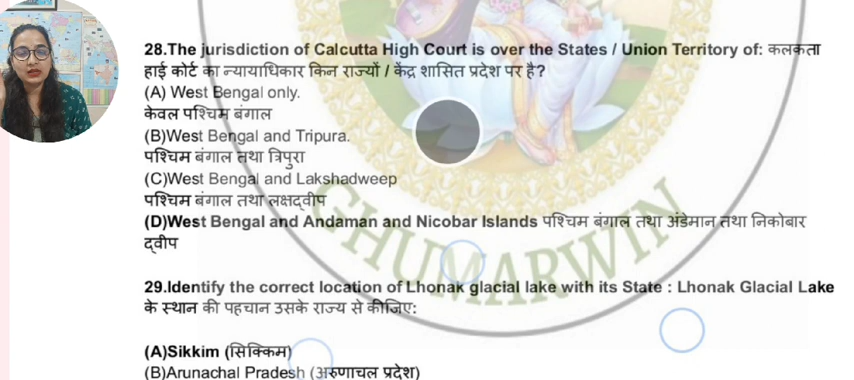 28.The jurisdiction of Calcutta High Court is over the States / Union Territory of: कलकता
हाई कोर्ट का न्यायाधिकार किन राज्यों / केंद्र शासित प्रदेश पर है?
(A) West Bengal only.
केवल पश्चिम बंगाल
(B)West Bengal and Tripura.
पश्चिम बंगाल तथा त्रिपुरा
(C)West Bengal and Lakshadweep
पश्चिम बंगाल तथा लक्षद्वीप
(D)West Bengal and Andaman and Nicobar Islands पश्चिम बंगाल तथा अंडेमान तथा निकोबार
द्वीप
GHUMARWIN
29.Identify the correct location of Lhonak glacial lake with its State : Lhonak Glacial Lake
के स्थान की पहचान उसके राज्य से कीजिए:
(A)Sikkim (सिक्किम)
(B)Arunachal Pradesh (अरुणाचल प्रदेश)